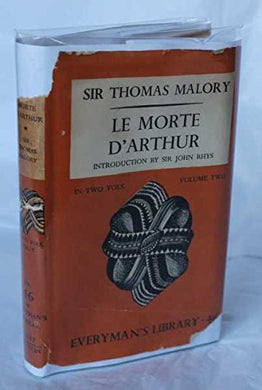 SIR THOMAS MALORY
LE MORTE
D'ARTHUR
INTRODUCTION BY SIR JOHN RHYS
IN TWO VOLS
VOLUME TWO
EVERYMAN'S LIBRARY
MORTE
D'ARTHUR
SIR
THOMAS
MALORY